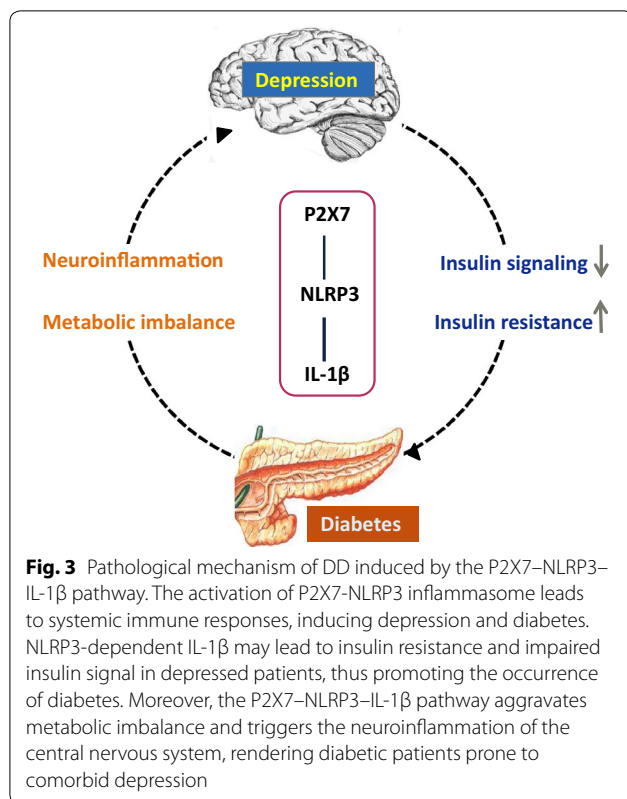 Depression
P2X7
Neuroinflammation
Insulin signaling
NLRP3
Metabolic imbalance
Insulin resistance
IL-1β
Diabetes
Fig. 3 Pathological mechanism of DD induced by the P2X7–NLRP3–
IL-1β pathway. The activation of P2X7-NLRP3 inflammasome leads
to systemic immune responses, inducing depression and diabetes.
NLRP3-dependent IL-1β may lead to insulin resistance and impaired
insulin signal in depressed patients, thus promoting the occurrence
of diabetes. Moreover, the P2X7–NLRP3–IL-1β pathway aggravates
metabolic imbalance and triggers the neuroinflammation of the
central nervous system, rendering diabetic patients prone to
comorbid depression